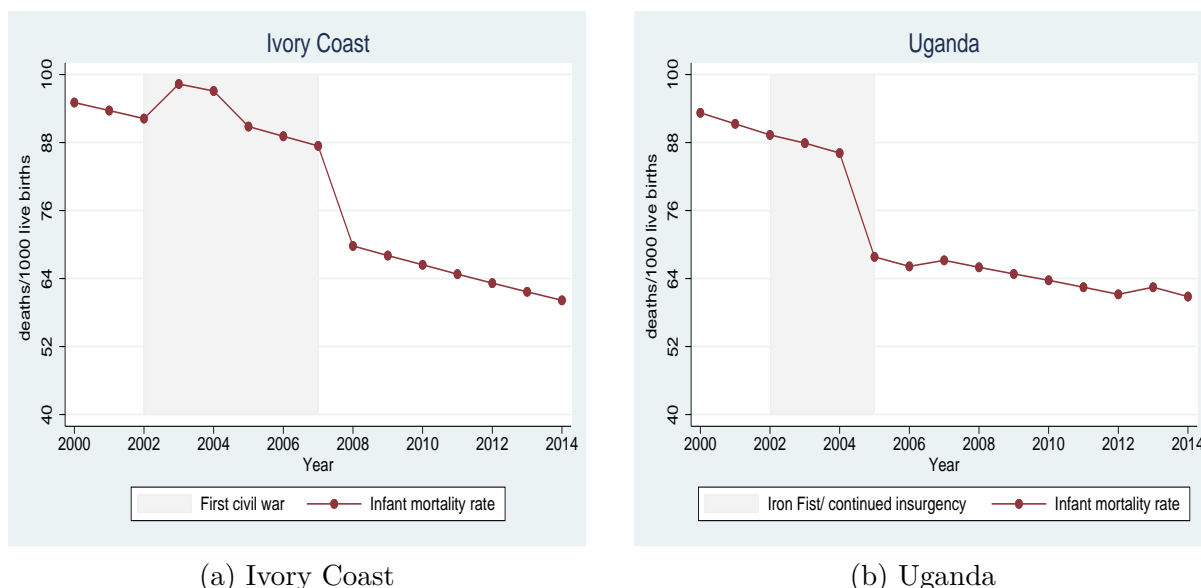 Ivory Coast
deaths/1000 live births
100
88
76
64
52
40
2000 2002 2004 2006 2008 2010 2012 2014
Year
First civil war Infant mortality rate
(a) Ivory Coast
Uganda
deaths/1000 live births
100
88
76
64
52
40
2000 2002 2004 2006 2008 2010 2012 2014
Year
Iron Fist/ continued insurgency Infant mortality rate
(b) Uganda